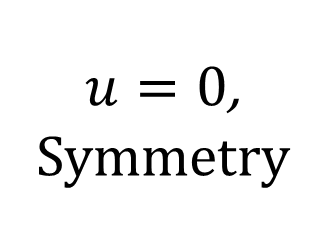 u = 0,
Symmetry